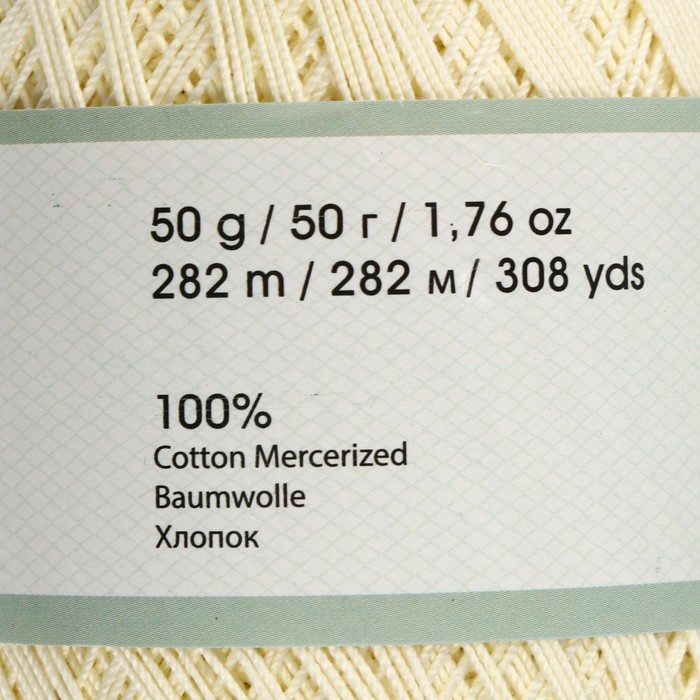 50 g / 50 г / 1,76 oz
282 m / 282 м / 308 yds
100%
Cotton Mercerized
Baumwolle
Хлопок